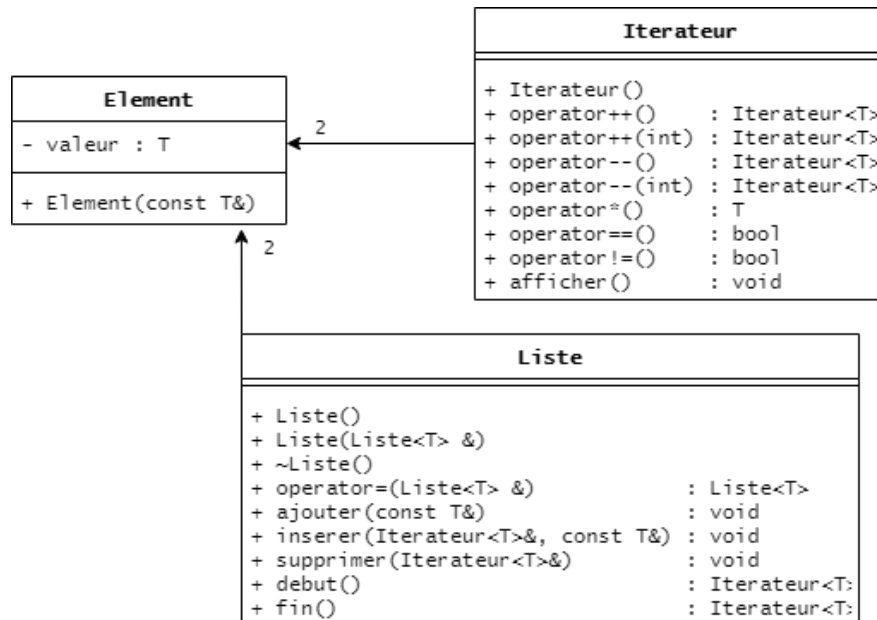 Iterateur
+ Iterateur()
+ operator++() : Iterateur<T>
+ operator++(int) : Iterateur<T>
+ operator--() : Iterateur<T>
+ operator--(int) : Iterateur<T>
+ operator*() : T
+ operator==() : bool
+ operator!=() : bool
+ afficher() : void
Element
- valeur : T
+ Element(const T&)
2
2
Liste
+ Liste()
+ Liste(Liste<T> &)
+ ~Liste()
+ operator=(Liste<T> &) : Liste<T>
+ ajouter(const T&) : void
+ inserer(Iterateur<T>&, const T&) : void
+ supprimer(Iterateur<T>&) : void
+ debut() : Iterateur<T>
+ fin() : Iterateur<T>